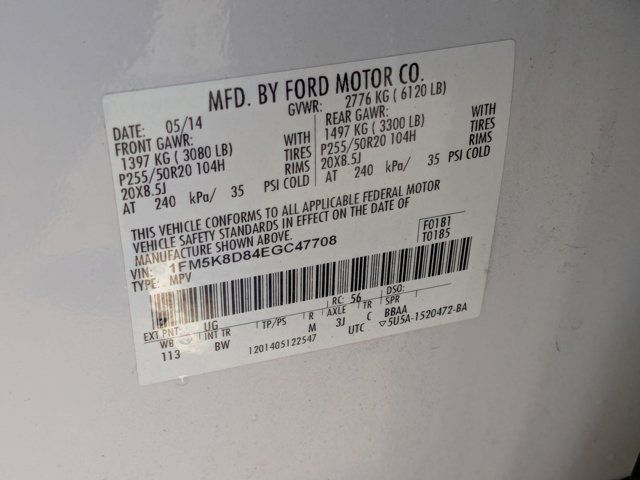 MFD. BY FORD MOTOR CO.
DATE: 05/14 GVWR: 2776 KG ( 6120 LB)
FRONT GAWR: REAR GAWR:
1397 KG ( 3080 LB) WITH 1497 KG ( 3300 LB) WITH
P255/50R20 104H TIRES P255/50R20 104H TIRES
20X8.5J RIMS 20X8.5J RIMS
AT 240 kPa/ 35 PSI COLD AT 240 kPa/ 35 PSI COLD
THIS VEHICLE CONFORMS TO ALL APPLICABLE FEDERAL MOTOR
VEHICLE SAFETY STANDARDS IN EFFECT ON THE DATE OF
MANUFACTURE SHOWN ABOVE.
VIN: 1FM5K8D84EGC47708 F0181
TYPE: MPV T0185
EXT PNT: UG RC: 56 DSO:
WB INT TR TP/PS R AXLE TR SPR
113 BW M 3J C BBAA
1201405122547 UTC ▽5U5A-1520472-BA